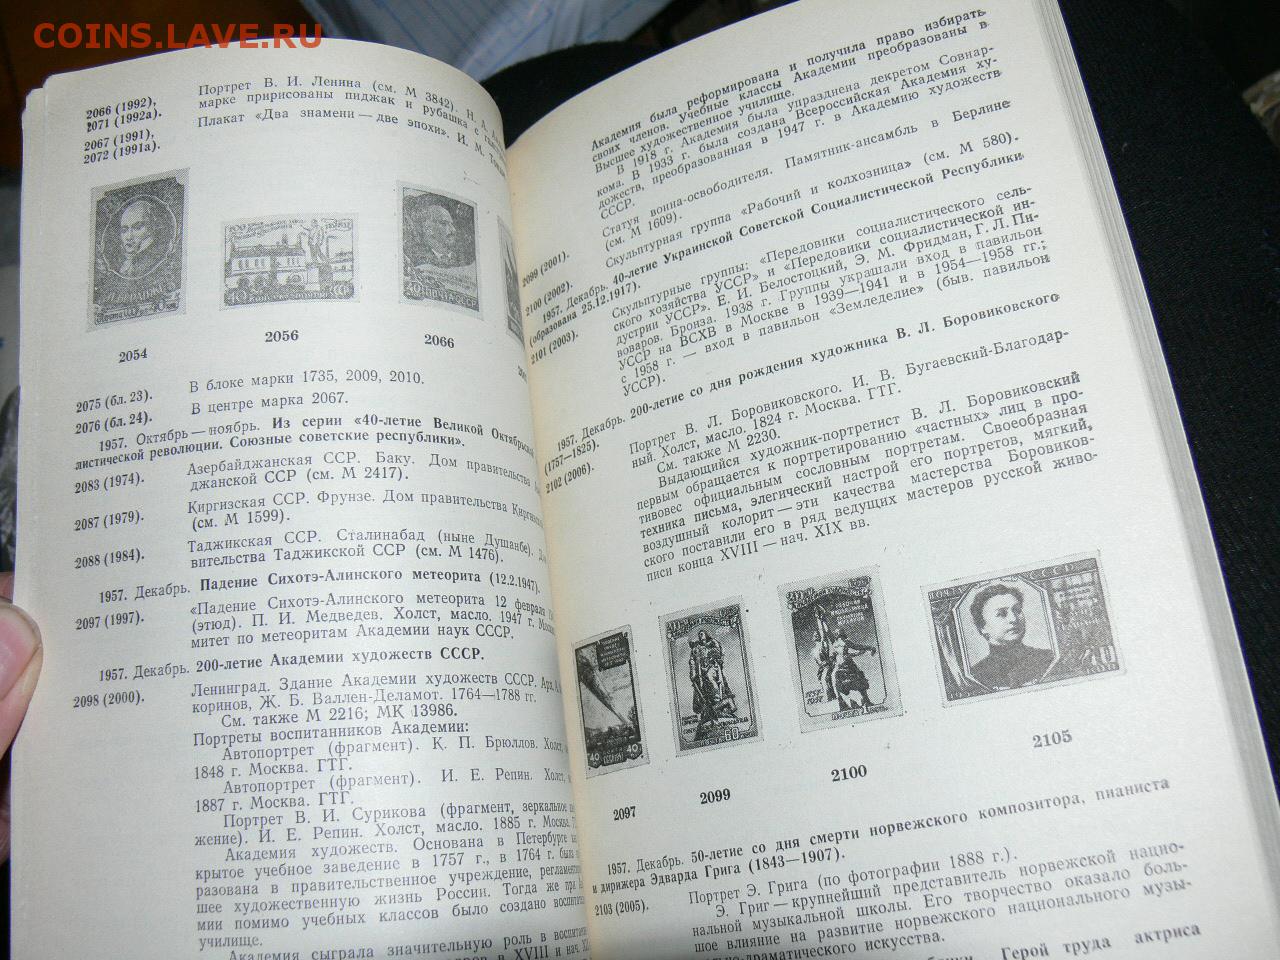 COINS.LAVE.RU
2066 (1992),
2071 (1992а).
Портрет В. И. Ленина (см. М 3842). Н. А.
марке пририсованы пиджак и рубашка с
2067 (1991),
2072 (1991а).
Плакат «Два знамени — две эпохи». И. М.
2054
2056
2066
2075 (бл. 23).
В блоке марки 1735, 2009, 2010.
2076 (бл. 24).
В центре марка 2067.
1957. Октябрь — ноябрь. Из серии «40-летие Великой Октябрьской
листической революции. Союзные советские республики».
2083 (1974).
Азербайджанская ССР. Баку. Дом правительства
джанской ССР (см. М 2417).
2087 (1979).
Киргизская ССР. Фрунзе. Дом правительства
(см. М 1599).
2088 (1984).
Таджикская ССР. Сталинабад (ныне Душанбе).
вительства Таджикской ССР (см. М 1476).
1957. Декабрь. Падение Сихотэ-Алинского метеорита (12.2.1947).
2097 (1997).
«Падение Сихотэ-Алинского метеорита 12 февраля
(этюд). П. И. Медведев. Холст, масло. 1947 г.
митет по метеоритам Академии наук СССР.
1957. Декабрь. 200-летие Академии художеств СССР.
2098 (2000).
Ленинград. Здание Академии художеств СССР.
коринов, Ж. Б. Валлен-Деламот. 1764—1788 гг.
См. также М 2216; МК 13986.
Портреты воспитанников Академии:
Автопортрет (фрагмент). К. П. Брюллов. Холст,
1848 г. Москва. ГТГ.
Автопортрет (фрагмент). И. Е. Репин. Холст,
1887 г. Москва. ГТГ.
Портрет В. И. Сурикова (фрагмент, зеркальное
жение). И. Е. Репин. Холст, масло. 1885 г. Москва.
Академия художеств. Основана в Петербурге
крытое учебное заведение в 1757 г., в 1764 г.
разована в правительственное учреждение,
шее художественную жизнь России. Тогда же при
мии помимо учебных классов было создано
училище.
Академия сыграла значительную роль в
в XVIII и нач.
Академия была реформирована и получила право избирать
своих членов. Учебные классы Академии преобразованы в
Высшее художественное училище.
В 1918 г. Академия была упразднена декретом Совнар-
кома. В 1933 г. была создана Всероссийская Академия ху-
дожеств, преобразованная в 1947 г. в Академию художеств
СССР.
2099 (2001).
Статуя воина-освободителя. Памятник-ансамбль в Берлине
(см. М 1609).
2100 (2002).
Скульптурная группа «Рабочий и колхозница» (см. М 580).
1957. Декабрь. 40-летие Украинской Советской Социалистической Республики
(образована 25.12.1917).
2101 (2003).
Скульптурные группы: «Передовики социалистического сель-
ского хозяйства УССР» и «Передовики социалистической ин-
дустрии УССР». Е. И. Белостоцкий, Э. М. Фридман, Г. Л. Пи-
воваров. Бронза. 1938 г. Группы украшали вход в павильон
УССР на ВСХВ в Москве в 1939—1941 и в 1954—1958 гг.;
с 1958 г. — вход в павильон «Земледелие» (быв. павильон
УССР).
1957. Декабрь. 200-летие со дня рождения художника В. Л. Боровиковского
(1757—1825).
2102 (2006).
Портрет В. Л. Боровиковского. И. В. Бугаевский-Благодар-
ный. Холст, масло. 1824 г. Москва. ГТГ.
См. также М 2230.
Выдающийся художник-портретист В. Л. Боровиковский
первым обращается к портретированию «частных» лиц в про-
тивовес официальным сословным портретам. Своеобразная
техника письма, элегический настрой его портретов, мягкий,
воздушный колорит — эти качества мастерства Боровиков-
ского поставили его в ряд ведущих мастеров русской живо-
писи конца XVIII — нач. XIX вв.
2097
2099
2100
2105
1957. Декабрь. 50-летие со дня смерти норвежского композитора, пианиста
и дирижера Эдварда Грига (1843—1907).
2103 (2005).
Портрет Э. Грига (по фотографии 1888 г.).
Э. Григ — крупнейший представитель норвежской нацио-
нальной музыкальной школы. Его творчество оказало боль-
шое влияние на развитие норвежского национального музы-
кально-драматического искусства.
Герой труда актриса